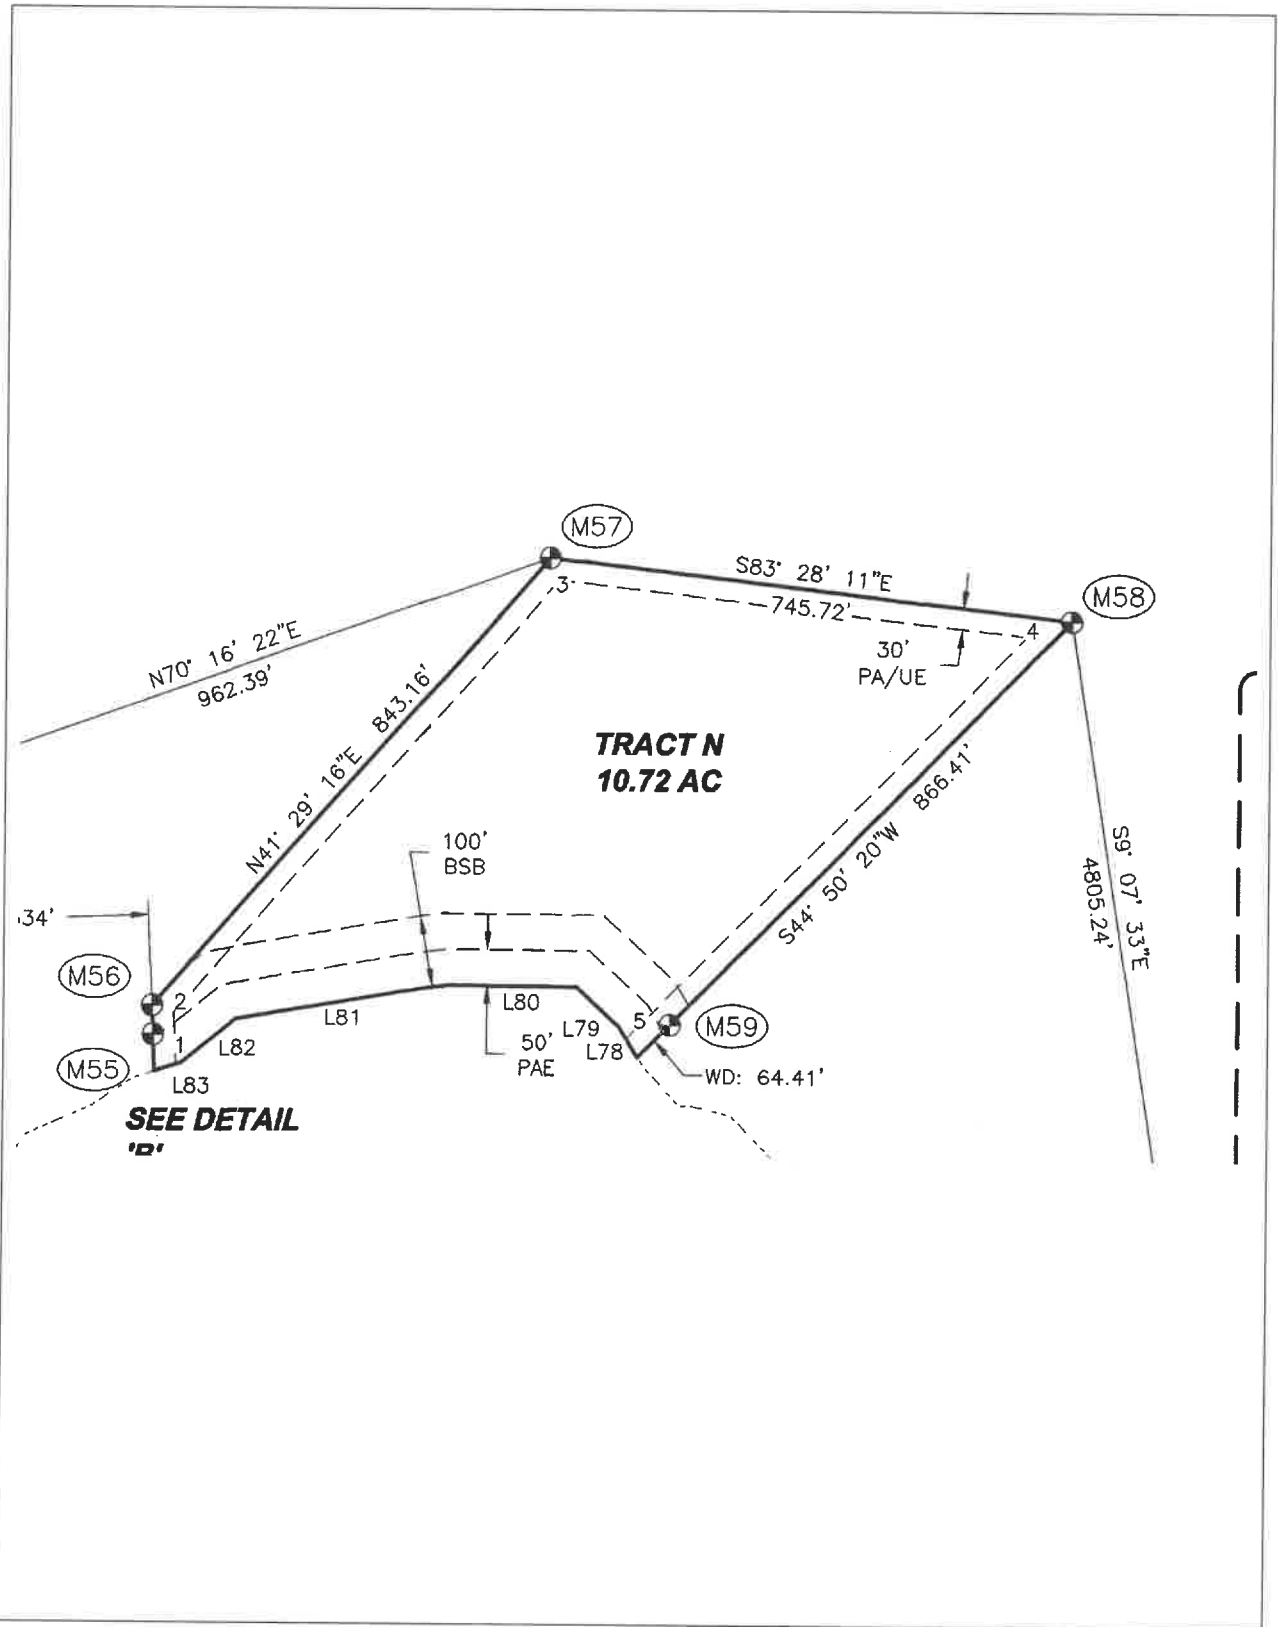 M57
S83° 28' 11"E
745.72'
M58
3
4
30'
PA/UE
N70° 16' 22"E
962.39'
N41° 29' 16"E 843.16'
TRACT N
10.72 AC
S44° 50' 20"W 866.41'
S9° 07' 33"E
4805.24'
100'
BSB
34'
M56
2
1
M55
L83
L82
L81
L80
L79
L78
5
M59
50'
PAE
WD: 64.41'
SEE DETAIL